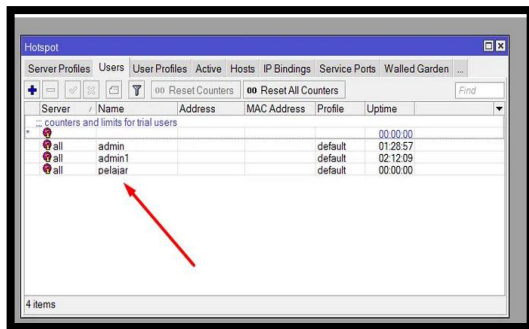 Hotspot
Server Profiles Users User Profiles Active Hosts IP Bindings Service Ports Walled Garden ...
00 Reset Counters 00 Reset All Counters Find
Server Name Address MAC Address Profile Uptime
::: counters and limits for trial users
* 00:00:00
all admin default 01:28:57
all admin1 default 02:12:09
all pelajar default 00:00:00
4 items